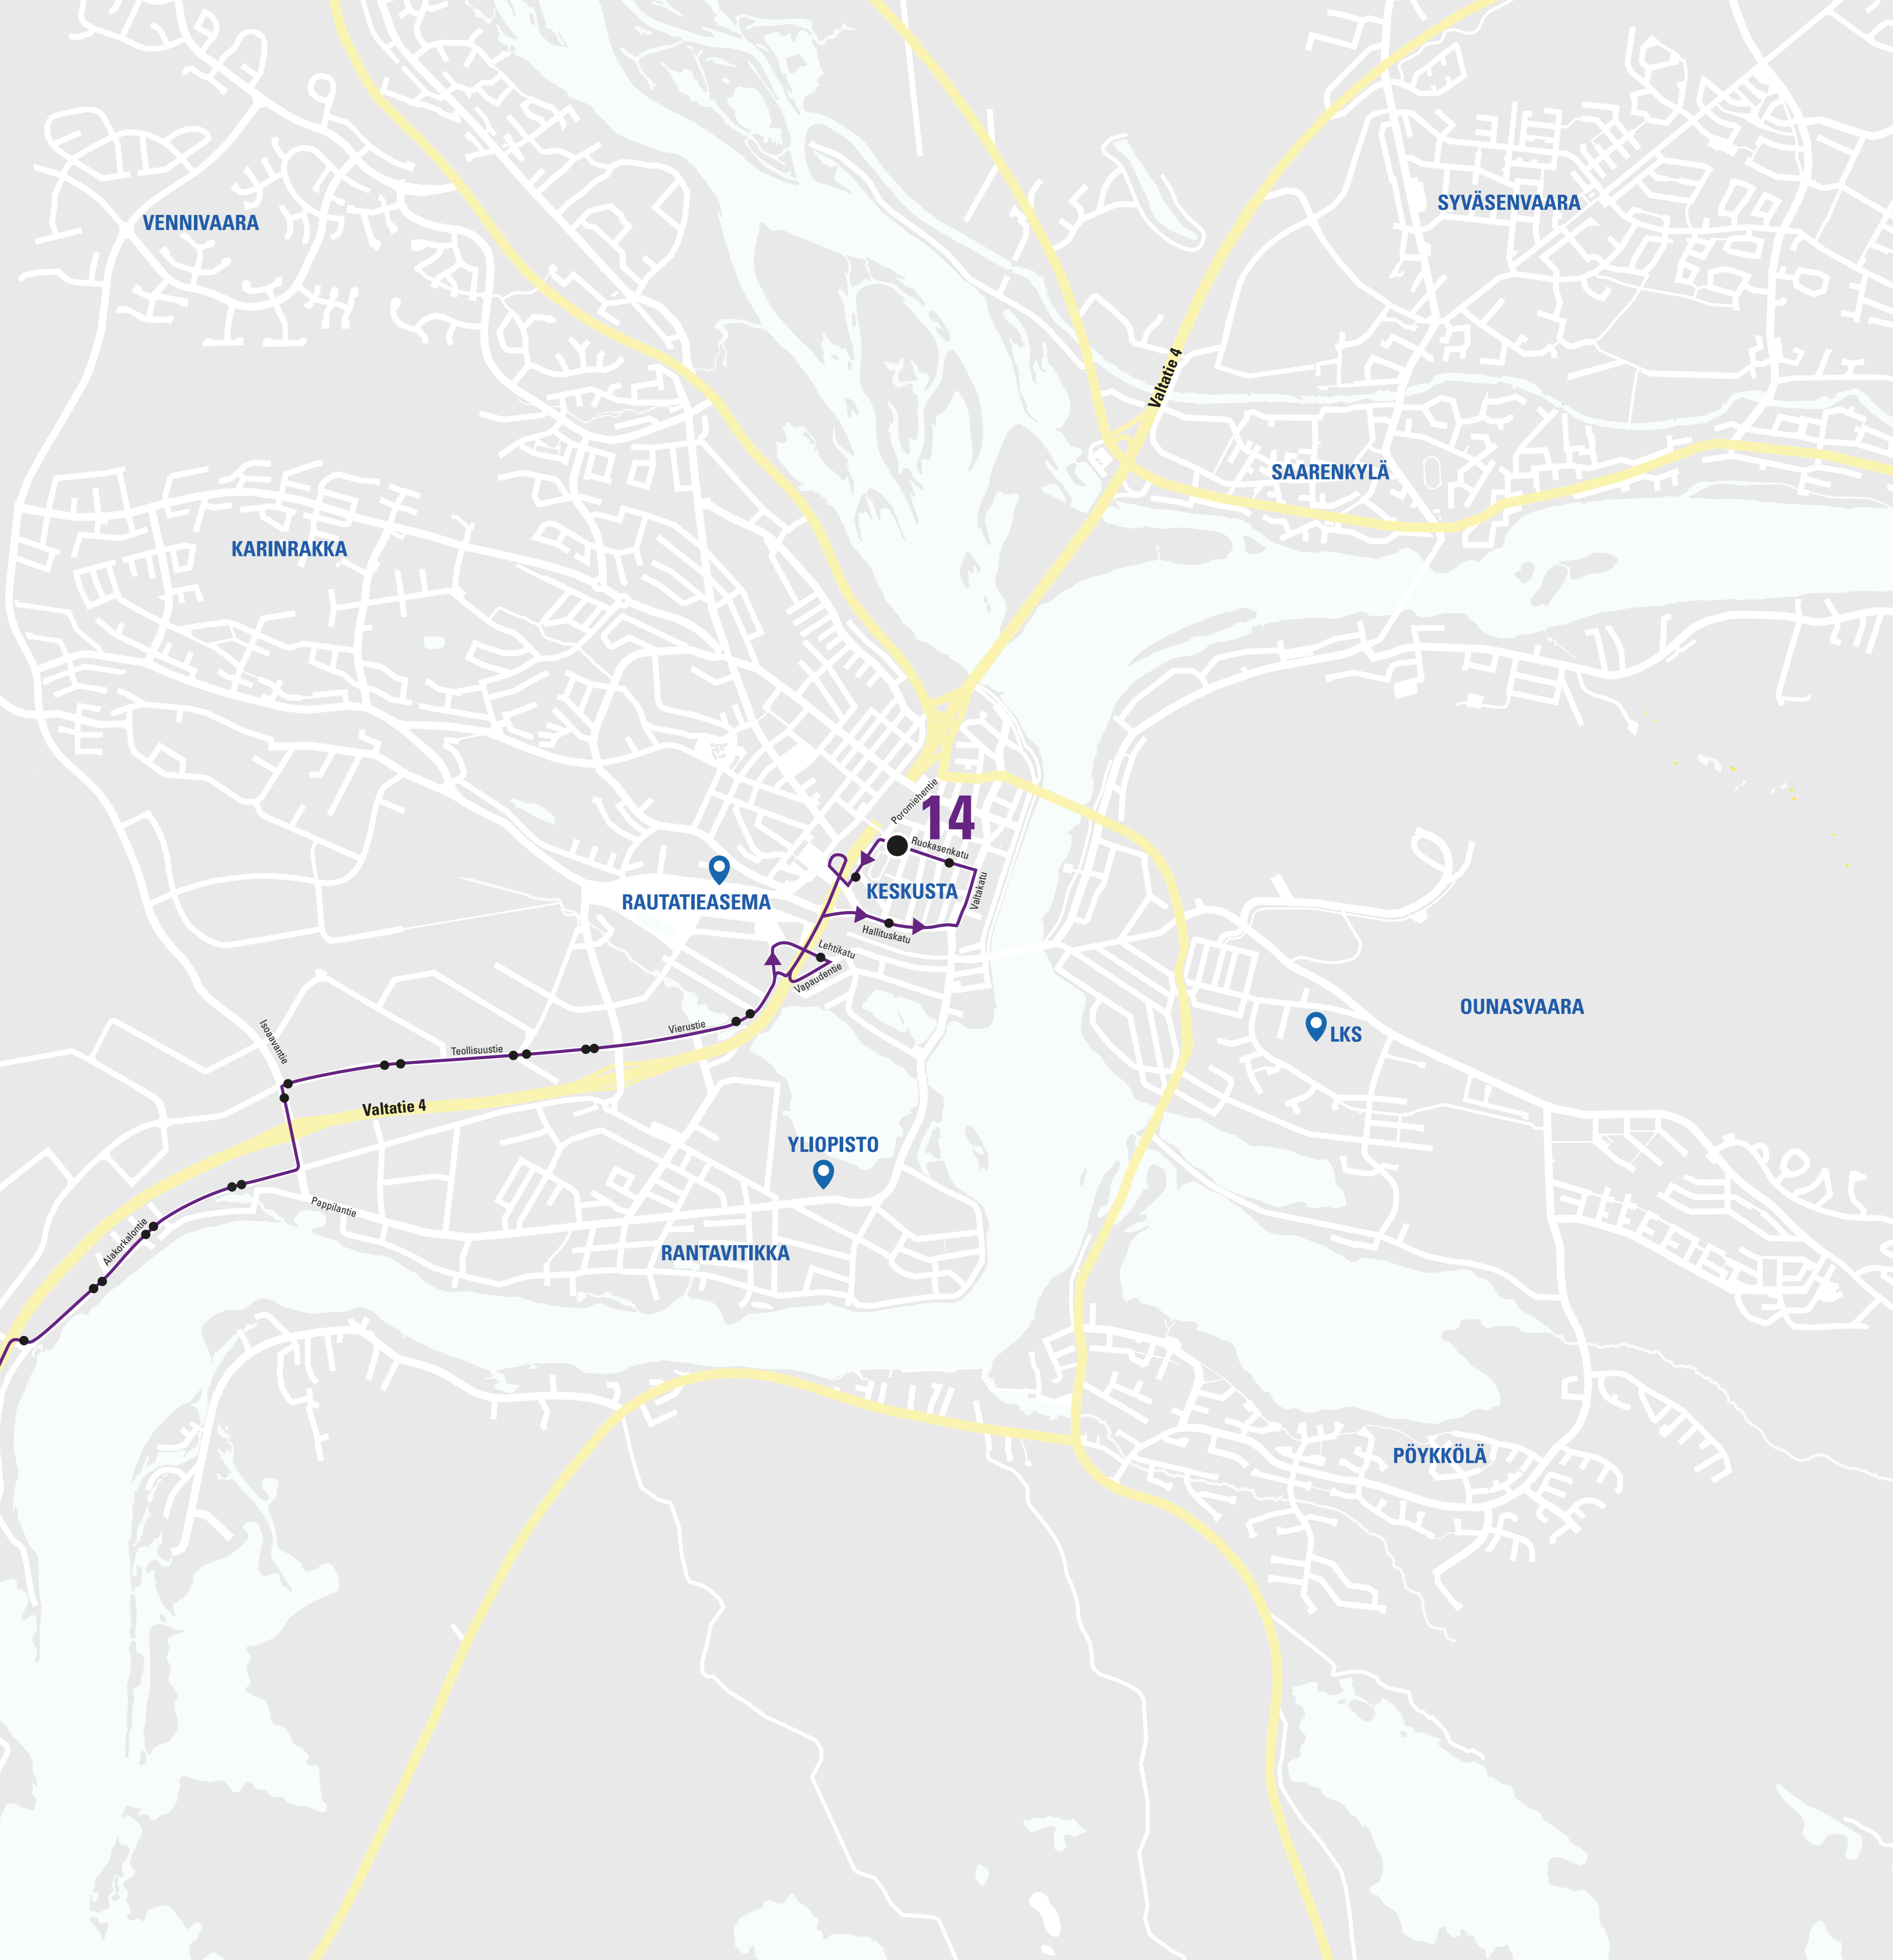 SYVÄSENVAARA
VENNIVAARA
Valtatie 4
SAARENKYLÄ
KARINRAKKA
Poromiehentie
14
Ruokasenkatu
KESKUSTA
Valtakatu
RAUTATIEASEMA
Hallituskatu
Lehtikatu
Vapaudentie
OUNASVAARA
LKS
Vierustie
Isoaavantie
Teollisuustie
Valtatie 4
YLIOPISTO
Pappilantie
Alakorkalontie
RANTAVITIKKA
PÖYKKÖLÄ